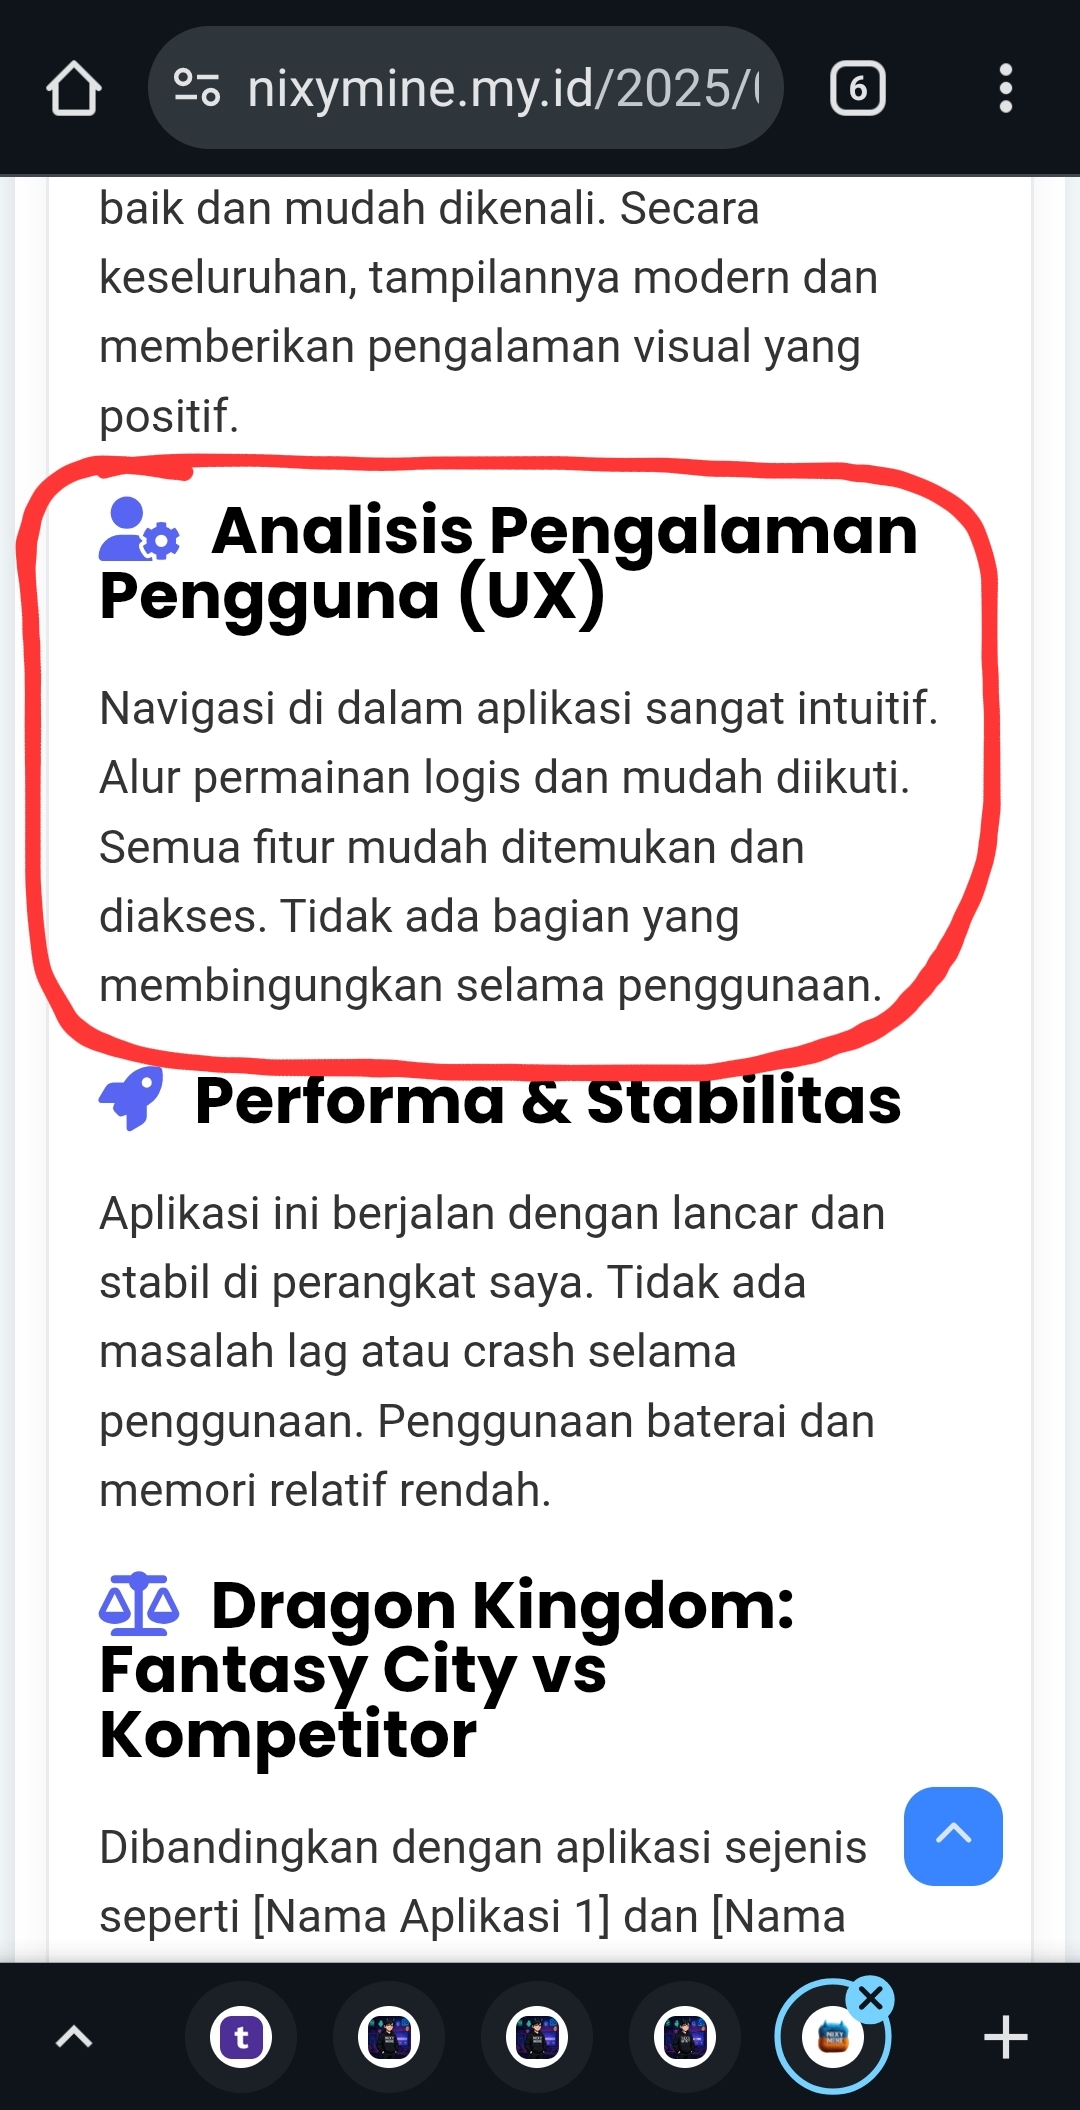 nixymine.my.id/2025/
6
baik dan mudah dikenali. Secara
keseluruhan, tampilannya modern dan
memberikan pengalaman visual yang
positif.
Analisis Pengalaman
Pengguna (UX)
Navigasi di dalam aplikasi sangat intuitif.
Alur permainan logis dan mudah diikuti.
Semua fitur mudah ditemukan dan
diakses. Tidak ada bagian yang
membingungkan selama penggunaan.
Performa & Stabilitas
Aplikasi ini berjalan dengan lancar dan
stabil di perangkat saya. Tidak ada
masalah lag atau crash selama
penggunaan. Penggunaan baterai dan
memori relatif rendah.
Dragon Kingdom:
Fantasy City vs
Kompetitor
Dibandingkan dengan aplikasi sejenis
seperti [Nama Aplikasi 1] dan [Nama
t